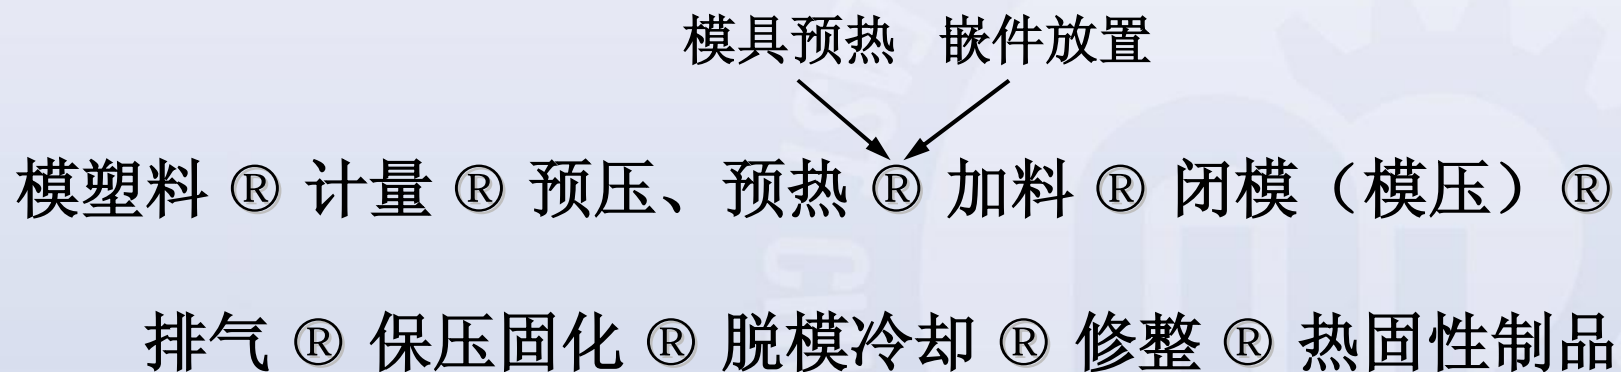 模具预热 嵌件放置
模塑料 ® 计量 ® 预压、预热 ® 加料 ® 闭模（模压）®
排气 ® 保压固化 ® 脱模冷却 ® 修整 ® 热固性制品